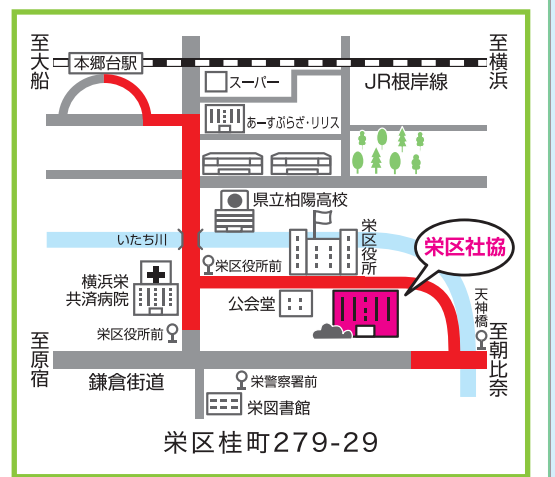 至大船
本郷台駅
至横浜
スーパー
JR根岸線
あーすぷらざ・リリス
県立柏陽高校
いたち川
栄区役所
栄区社協
栄区役所前
横浜栄
共済病院
公会堂
天神橋
栄区役所前
至原宿
至朝比奈
鎌倉街道
栄警察署前
栄図書館
栄区桂町279-29